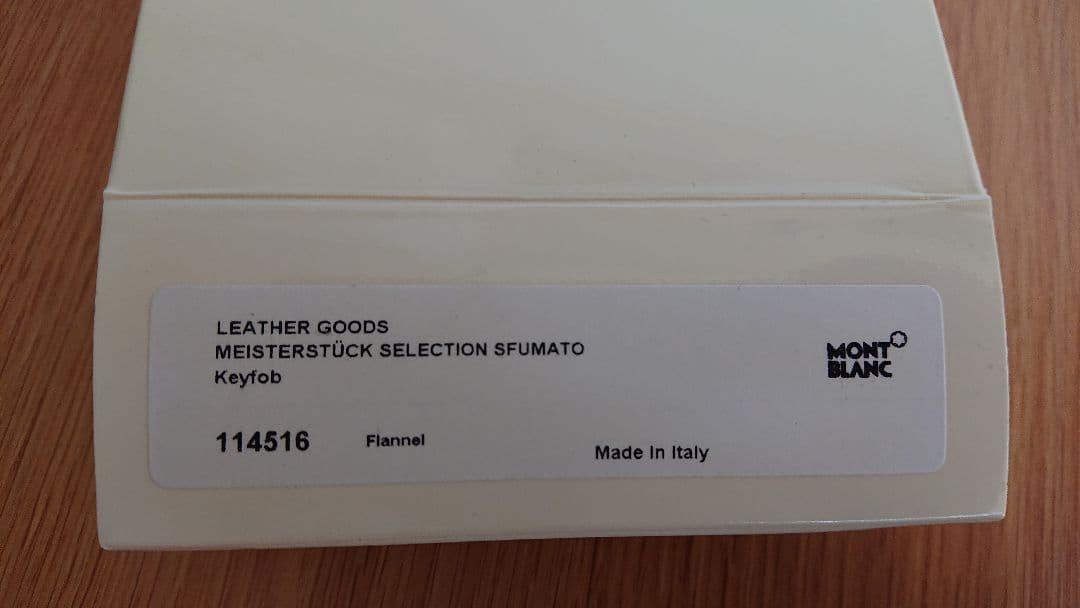 LEATHER GOODS
MEISTERSTÜCK SELECTION SFUMATO
Keyfob
114516 Flannel
Made In Italy
MONT
BLANC